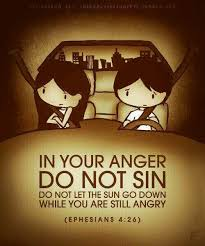 IN YOUR ANGER
DO NOT SIN
DO NOT LET THE SUN GO DOWN
WHILE YOU ARE STILL ANGRY
(EPHESIANS 4:26)